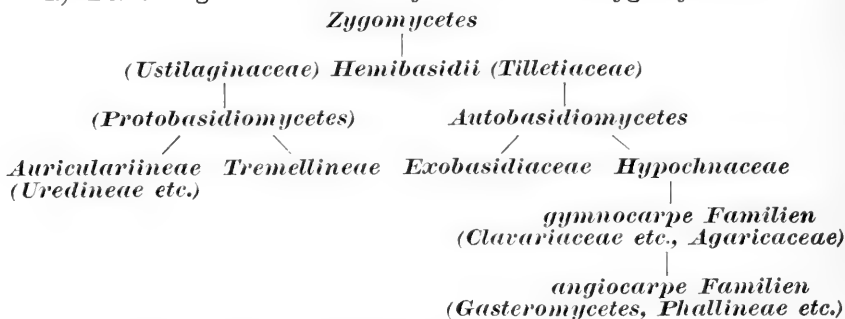 Zygomycetes
(Ustilaginaceae) Hemibasidii (Tilletiaceae)
(Protobasidiomycetes) Autobasidiomycetes
Auriculariineae Tremellineae Exobasidiaceae Hypochnaceae
(Uredineae etc.)
gymnocarpe Familien
(Clavariaceae etc., Agaricaceae)
angiocarpe Familien
(Gasteromycetes, Phallineae etc.)